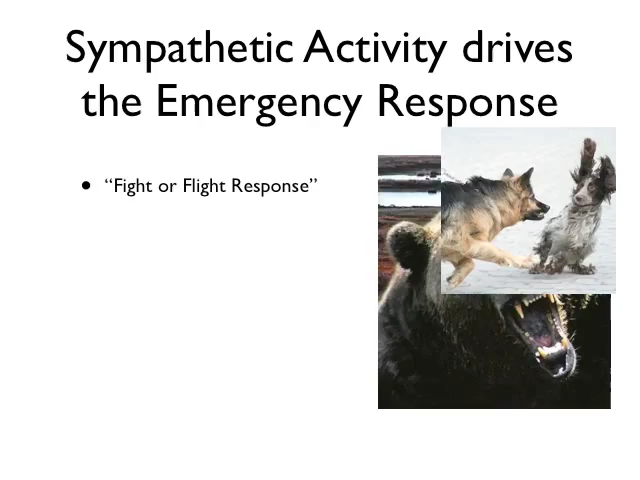 Sympathetic Activity drives
the Emergency Response
• “Fight or Flight Response”